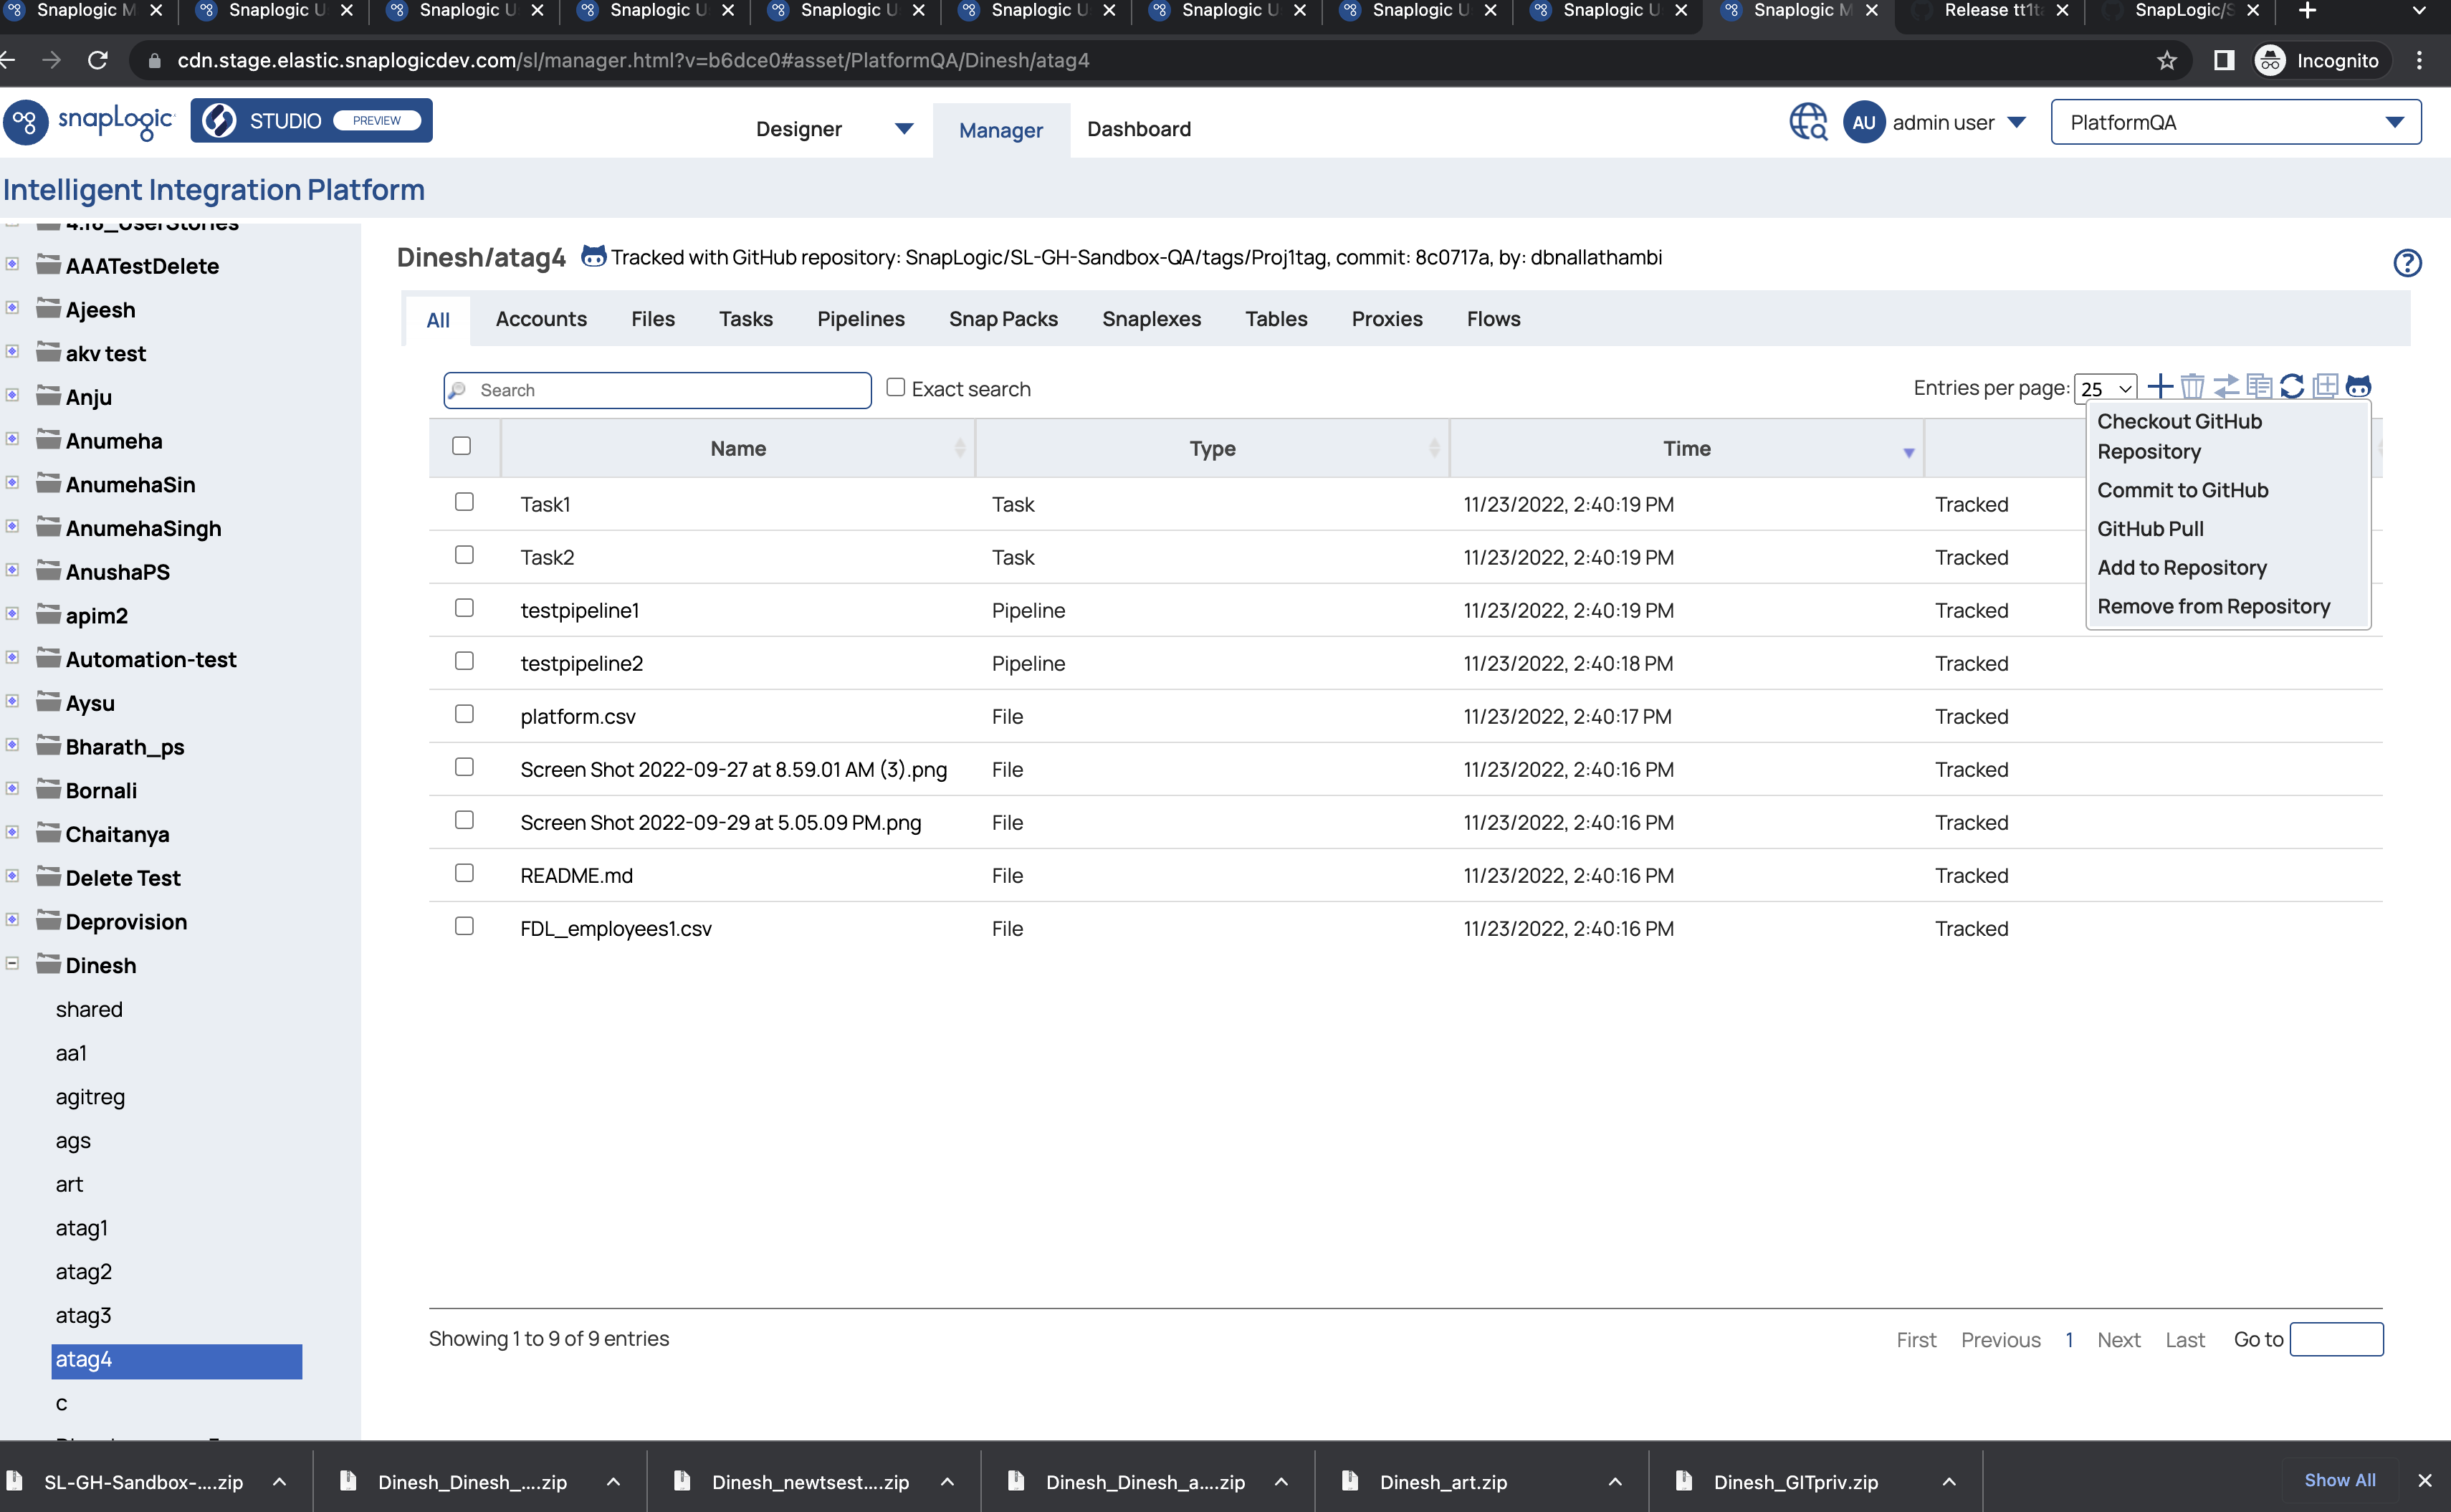 Snaplogic M
Snaplogic U
Snaplogic U
Snaplogic U
Snaplogic U
Snaplogic U
Snaplogic U
Snaplogic U
Snaplogic U
Snaplogic M
Release tt1t
SnapLogic/S
cdn.stage.elastic.snaplogicdev.com/sl/manager.html?v=b6dce0#asset/PlatformQA/Dinesh/atag4
Incognito
snapLogic
STUDIO PREVIEW
Designer
Manager
Dashboard
AU admin user
PlatformQA
Intelligent Integration Platform
4.18_UserStories
AAATestDelete
Ajeesh
akv test
Anju
Anumeha
AnumehaSin
AnumehaSingh
AnushaPS
apim2
Automation-test
Aysu
Bharath_ps
Bornali
Chaitanya
Delete Test
Deprovision
Dinesh
shared
aa1
agitreg
ags
art
atag1
atag2
atag3
atag4
c
Dinesh/atag4 Tracked with GitHub repository: SnapLogic/SL-GH-Sandbox-QA/tags/Proj1tag, commit: 8c0717a, by: dbnallathambi
?
All Accounts Files Tasks Pipelines Snap Packs Snaplexes Tables Proxies Flows
Search
Exact search
Entries per page: 25
Checkout GitHub
Repository
Commit to GitHub
GitHub Pull
Add to Repository
Remove from Repository
Name Type Time
Task1 Task 11/23/2022, 2:40:19 PM Tracked
Task2 Task 11/23/2022, 2:40:19 PM Tracked
testpipeline1 Pipeline 11/23/2022, 2:40:19 PM Tracked
testpipeline2 Pipeline 11/23/2022, 2:40:18 PM Tracked
platform.csv File 11/23/2022, 2:40:17 PM Tracked
Screen Shot 2022-09-27 at 8.59.01 AM (3).png File 11/23/2022, 2:40:16 PM Tracked
Screen Shot 2022-09-29 at 5.05.09 PM.png File 11/23/2022, 2:40:16 PM Tracked
README.md File 11/23/2022, 2:40:16 PM Tracked
FDL_employees1.csv File 11/23/2022, 2:40:16 PM Tracked
Showing 1 to 9 of 9 entries
First Previous 1 Next Last Go to
SL-GH-Sandbox-....zip
Dinesh_Dinesh_....zip
Dinesh_newtsest....zip
Dinesh_Dinesh_a....zip
Dinesh_art.zip
Dinesh_GITpriv.zip
Show All